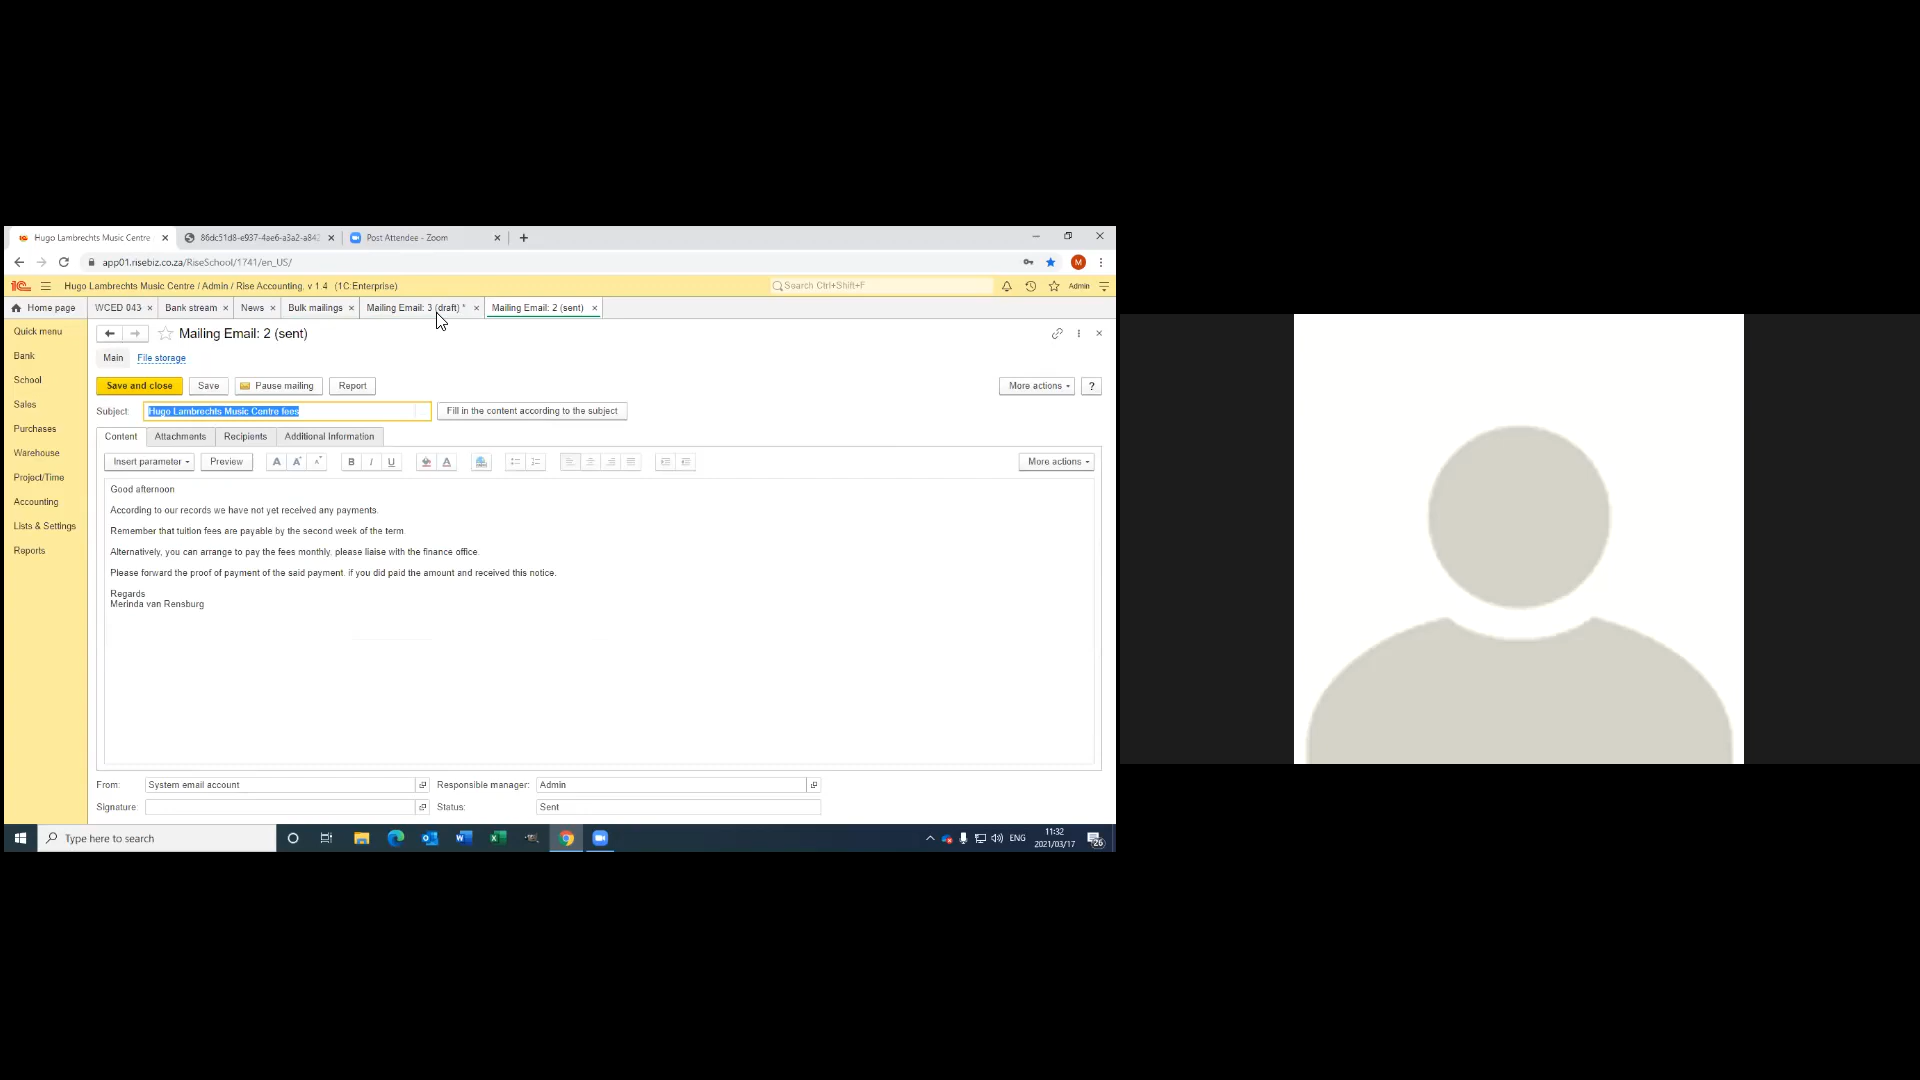 Hugo Lambrechts Music Centre
86dc51d8-e937-4ae6-a3a2-a842
Post Attendee - Zoom
app01.risebiz.co.za/RiseSchool/1741/en_US/
M
Hugo Lambrechts Music Centre / Admin / Rise Accounting. v 1.4 (1C:Enterprise)
Search Ctrl+Shift+F
Admin
Home page
WCED 043
Bank stream
News
Bulk mailings
Mailing Email: 3 (draft) *
Mailing Email: 2 (sent)
Quick menu
Bank
School
Sales
Purchases
Warehouse
Project/Time
Accounting
Lists & Settings
Reports
Mailing Email: 2 (sent)
Main
File storage
Save and close
Save
Pause mailing
Report
More actions
?
Subject:
Hugo Lambrechts Music Centre fees
Fill in the content according to the subject
Content
Attachments
Recipients
Additional Information
Insert parameter
Preview
A A A
B I U
A
More actions
Good afternoon
According to our records we have not yet received any payments.
Remember that tuition fees are payable by the second week of the term.
Alternatively, you can arrange to pay the fees monthly, please liaise with the finance office.
Please forward the proof of payment of the said payment. if you did paid the amount and received this notice.
Regards
Merinda van Rensburg
From:
System email account
Responsible manager:
Admin
Signature:
Status:
Sent
Type here to search
ENG
11:32
2021/03/17
26